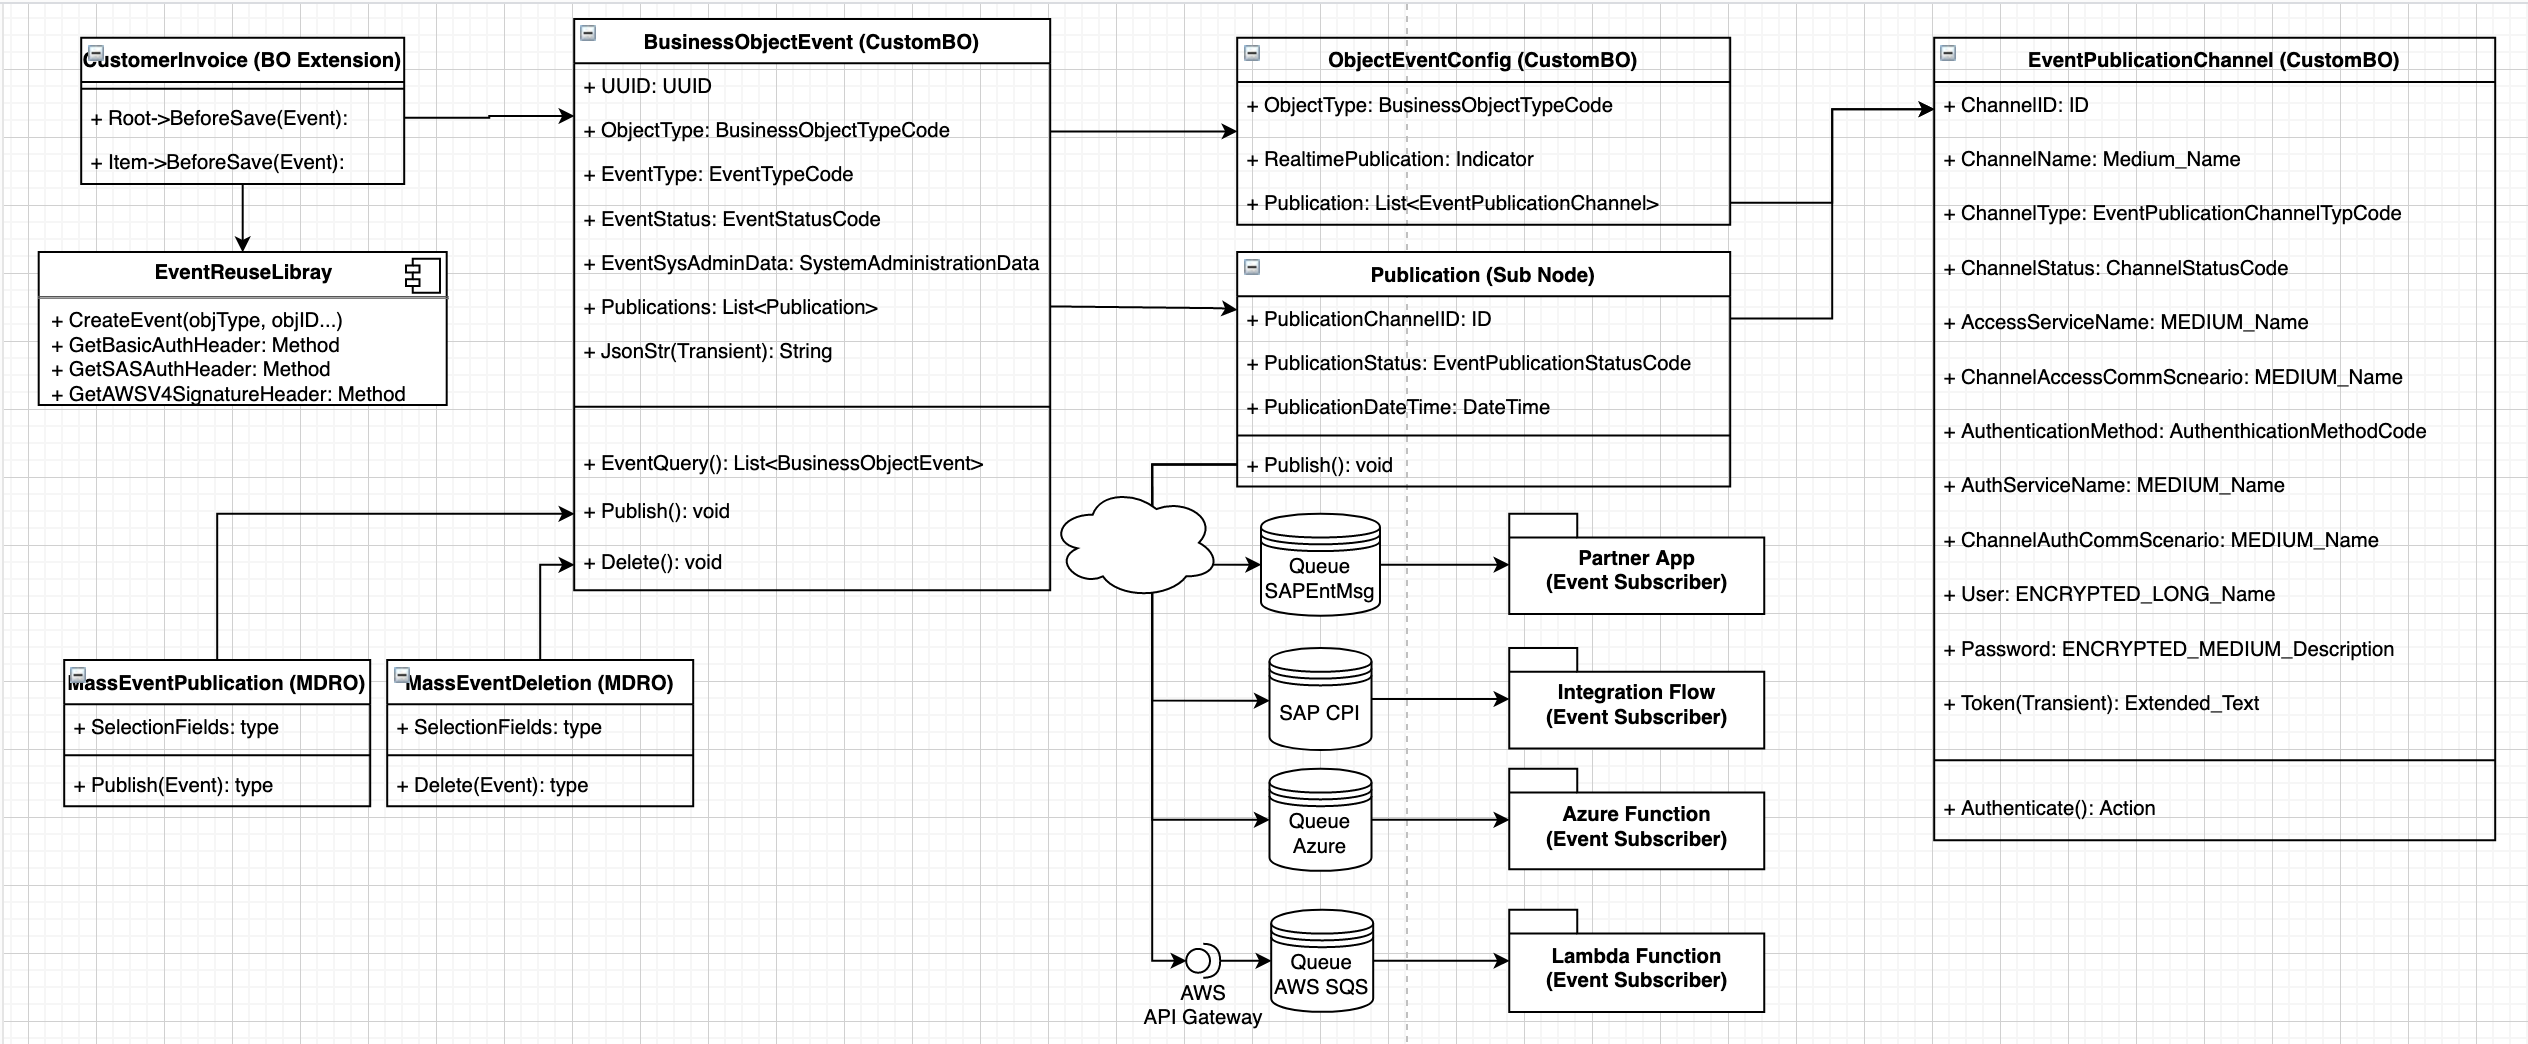 CustomerInvoice (BO Extension)
+ Root->BeforeSave(Event):
+ Item->BeforeSave(Event):
EventReuseLibray
+ CreateEvent(objType, objID...)
+ GetBasicAuthHeader: Method
+ GetSASAuthHeader: Method
+ GetAWSV4SignatureHeader: Method
BusinessObjectEvent (CustomBO)
+ UUID: UUID
+ ObjectType: BusinessObjectTypeCode
+ EventType: EventTypeCode
+ EventStatus: EventStatusCode
+ EventSysAdminData: SystemAdministrationData
+ Publications: List<Publication>
+ JsonStr(Transient): String
+ EventQuery(): List<BusinessObjectEvent>
+ Publish(): void
+ Delete(): void
MassEventPublication (MDRO)
+ SelectionFields: type
+ Publish(Event): type
MassEventDeletion (MDRO)
+ SelectionFields: type
+ Delete(Event): type
ObjectEventConfig (CustomBO)
+ ObjectType: BusinessObjectTypeCode
+ RealtimePublication: Indicator
+ Publication: List<EventPublicationChannel>
Publication (Sub Node)
+ PublicationChannelID: ID
+ PublicationStatus: EventPublicationStatusCode
+ PublicationDateTime: DateTime
+ Publish(): void
Queue
SAPEntMsg
Partner App
(Event Subscriber)
SAP CPI
Integration Flow
(Event Subscriber)
Queue
Azure
Azure Function
(Event Subscriber)
AWS
API Gateway
Queue
AWS SQS
Lambda Function
(Event Subscriber)
EventPublicationChannel (CustomBO)
+ ChannelID: ID
+ ChannelName: Medium_Name
+ ChannelType: EventPublicationChannelTypCode
+ ChannelStatus: ChannelStatusCode
+ AccessServiceName: MEDIUM_Name
+ ChannelAccessCommScneario: MEDIUM_Name
+ AuthenticationMethod: AuthenthicationMethodCode
+ AuthServiceName: MEDIUM_Name
+ ChannelAuthCommScenario: MEDIUM_Name
+ User: ENCRYPTED_LONG_Name
+ Password: ENCRYPTED_MEDIUM_Description
+ Token(Transient): Extended_Text
+ Authenticate(): Action